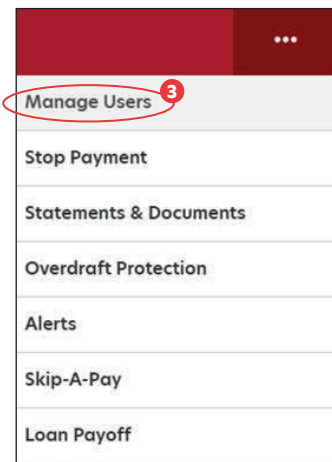 •••
Manage Users
3
Stop Payment
Statements & Documents
Overdraft Protection
Alerts
Skip-A-Pay
Loan Payoff